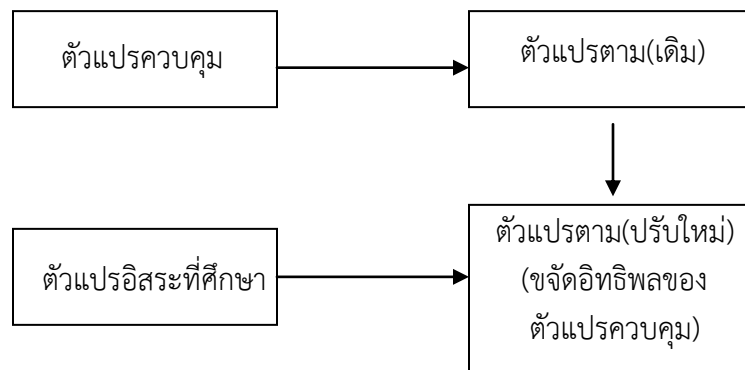 ตัวแปรควบคุม
ตัวแปรตาม(เดิม)
ตัวแปรอิสระที่ศึกษา
ตัวแปรตาม(ปรับใหม่)
(ขจัดอิทธิพลของ
ตัวแปรควบคุม)